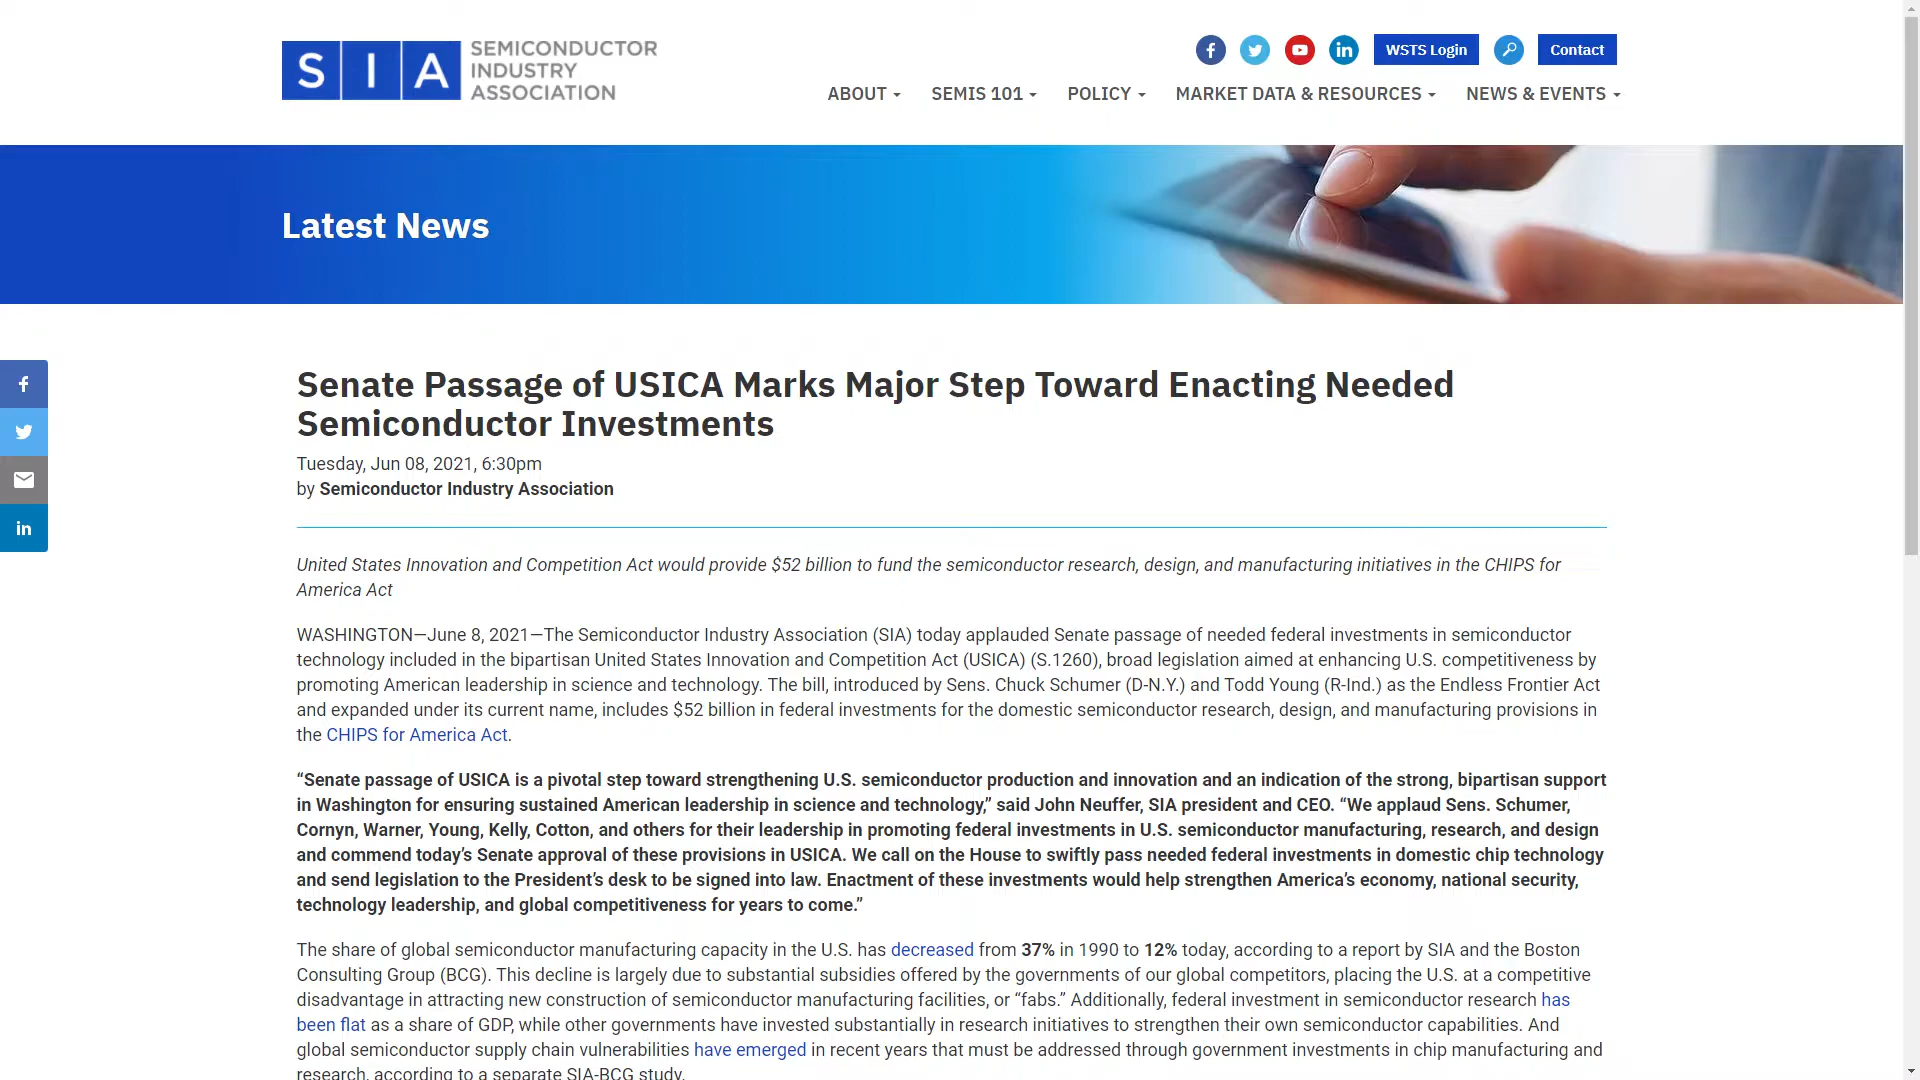 S I A SEMICONDUCTOR
INDUSTRY
ASSOCIATION
WSTS Login
Contact
ABOUT
SEMIS 101
POLICY
MARKET DATA & RESOURCES
NEWS & EVENTS
Latest News
Senate Passage of USICA Marks Major Step Toward Enacting Needed
Semiconductor Investments
Tuesday, Jun 08, 2021, 6:30pm
by Semiconductor Industry Association
United States Innovation and Competition Act would provide $52 billion to fund the semiconductor research, design, and manufacturing initiatives in the CHIPS for
America Act
WASHINGTON—June 8, 2021—The Semiconductor Industry Association (SIA) today applauded Senate passage of needed federal investments in semiconductor
technology included in the bipartisan United States Innovation and Competition Act (USICA) (S.1260), broad legislation aimed at enhancing U.S. competitiveness by
promoting American leadership in science and technology. The bill, introduced by Sens. Chuck Schumer (D-N.Y.) and Todd Young (R-Ind.) as the Endless Frontier Act
and expanded under its current name, includes $52 billion in federal investments for the domestic semiconductor research, design, and manufacturing provisions in
the CHIPS for America Act.
“Senate passage of USICA is a pivotal step toward strengthening U.S. semiconductor production and innovation and an indication of the strong, bipartisan support
in Washington for ensuring sustained American leadership in science and technology,” said John Neuffer, SIA president and CEO. “We applaud Sens. Schumer,
Cornyn, Warner, Young, Kelly, Cotton, and others for their leadership in promoting federal investments in U.S. semiconductor manufacturing, research, and design
and commend today’s Senate approval of these provisions in USICA. We call on the House to swiftly pass needed federal investments in domestic chip technology
and send legislation to the President’s desk to be signed into law. Enactment of these investments would help strengthen America’s economy, national security,
technology leadership, and global competitiveness for years to come.”
The share of global semiconductor manufacturing capacity in the U.S. has decreased from 37% in 1990 to 12% today, according to a report by SIA and the Boston
Consulting Group (BCG). This decline is largely due to substantial subsidies offered by the governments of our global competitors, placing the U.S. at a competitive
disadvantage in attracting new construction of semiconductor manufacturing facilities, or “fabs.” Additionally, federal investment in semiconductor research has
been flat as a share of GDP, while other governments have invested substantially in research initiatives to strengthen their own semiconductor capabilities. And
global semiconductor supply chain vulnerabilities have emerged in recent years that must be addressed through government investments in chip manufacturing and
research, according to a separate SIA-BCG study.